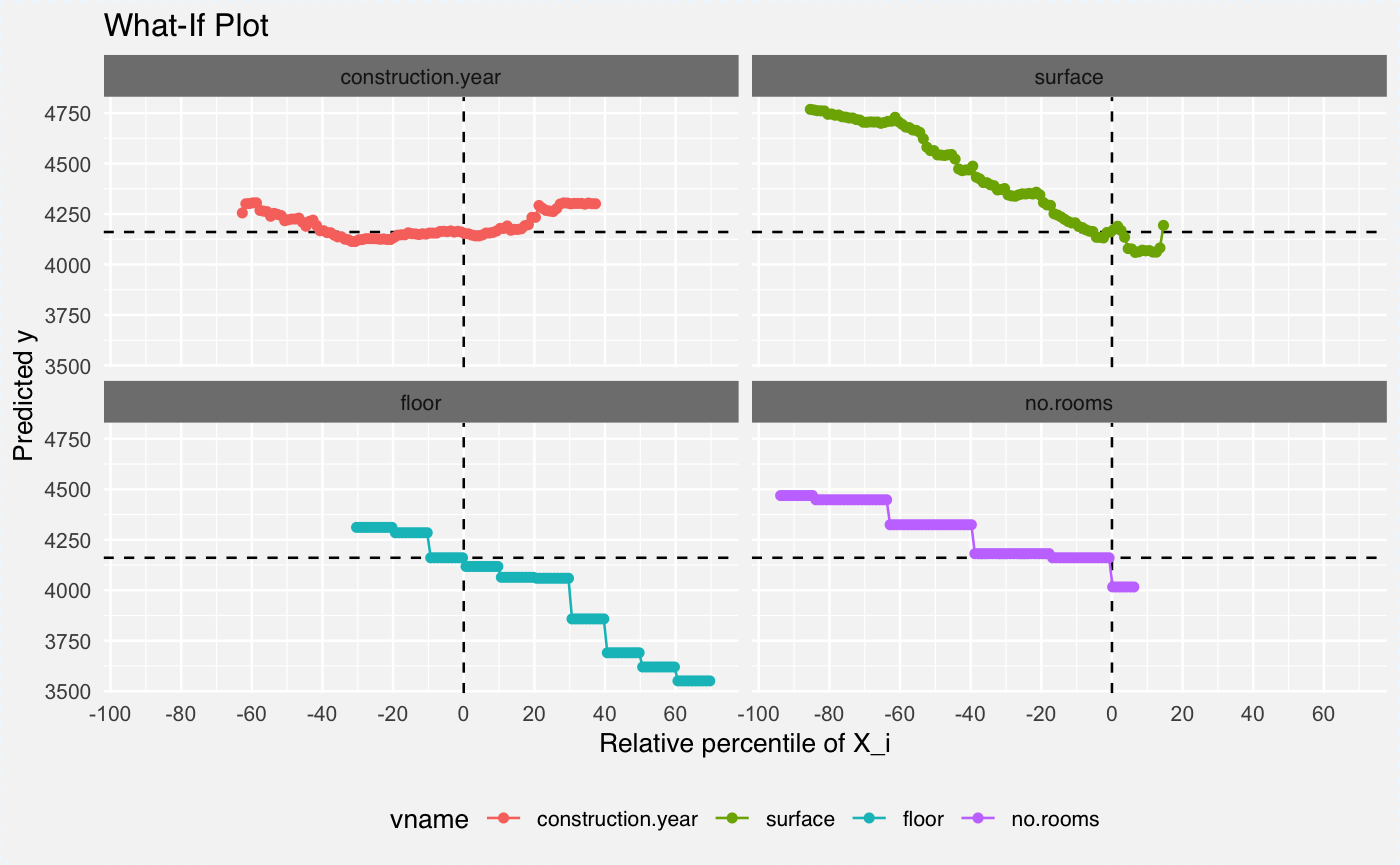 What-If Plot
construction.year
surface
4750
4500
4250
4000
3750
3500
floor
no.rooms
4750
4500
4250
4000
3750
3500
Predicted y
-100 -80 -60 -40 -20 0 20 40 60 -100 -80 -60 -40 -20 0 20 40 60
Relative percentile of X_i
vname construction.year surface floor no.rooms